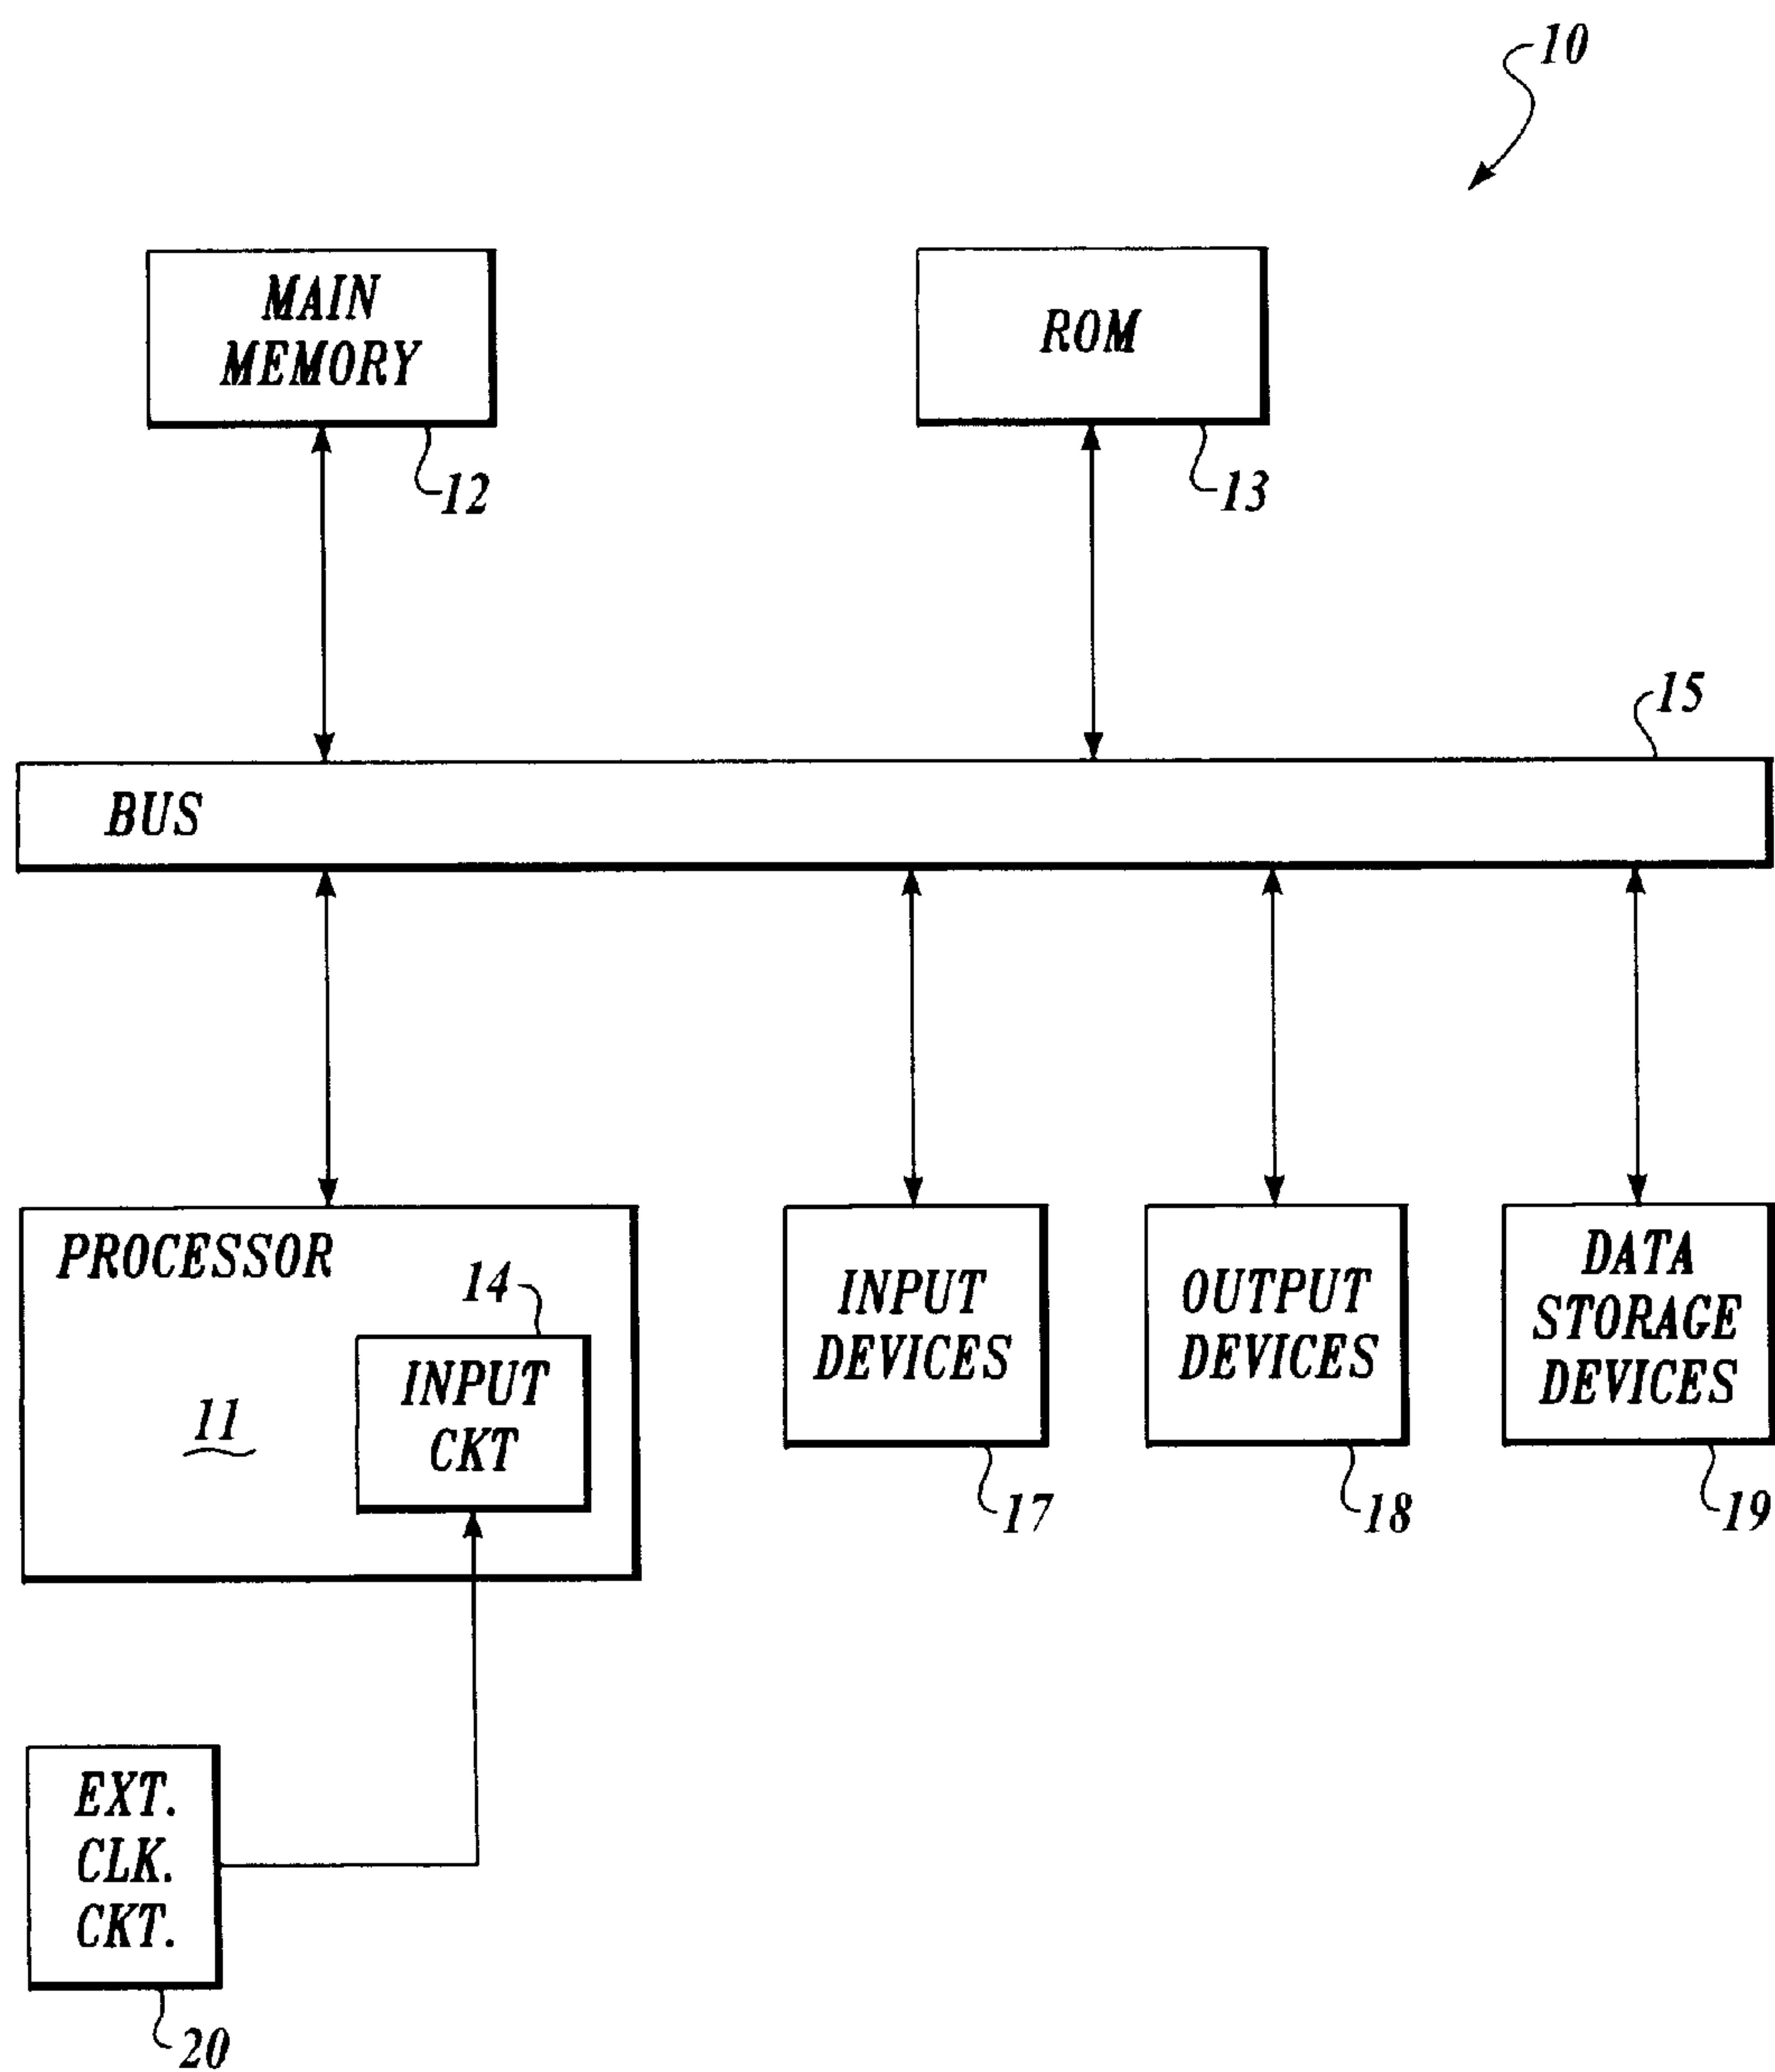 10
MAIN
MEMORY
12
ROM
13
15
BUS
PROCESSOR
11
14
INPUT
CKT
INPUT
DEVICES
17
OUTPUT
DEVICES
18
DATA
STORAGE
DEVICES
19
EXT.
CLK.
CKT.
20